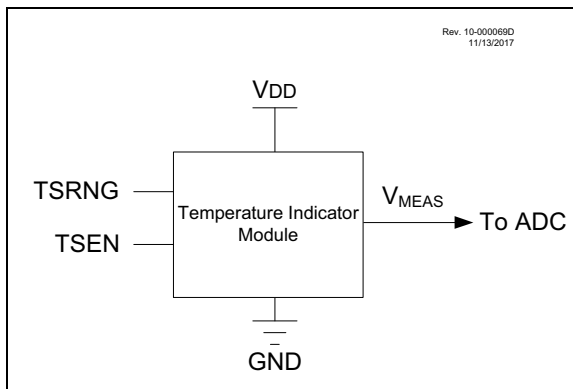 Rev. 10-000069D
11/13/2017
VDD
TSRNG
TSEN
Temperature Indicator
Module
VMEAS
To ADC
GND